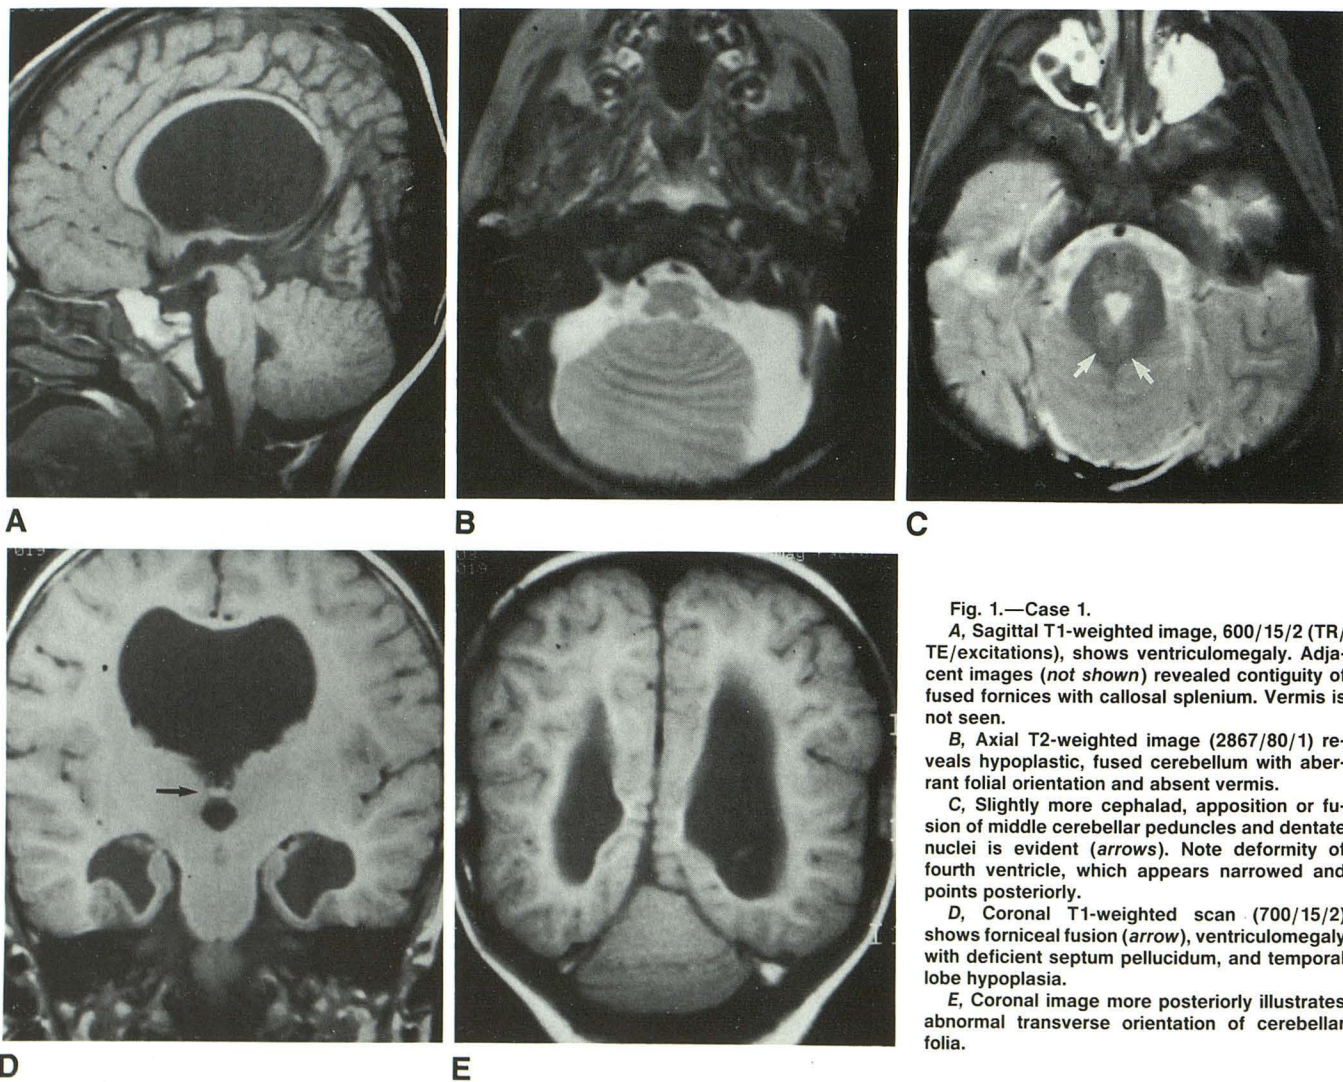 019
A
B
C
019
019
D
E
Fig. 1.—Case 1.
A, Sagittal T1-weighted image, 600/15/2 (TR/
TE/excitations), shows ventriculomegaly. Adja-
cent images (not shown) revealed contiguity of
fused fornices with callosal splenium. Vermis is
not seen.
B, Axial T2-weighted image (2867/80/1) re-
veals hypoplastic, fused cerebellum with aber-
rant folial orientation and absent vermis.
C, Slightly more cephalad, apposition or fu-
sion of middle cerebellar peduncles and dentate
nuclei is evident (arrows). Note deformity of
fourth ventricle, which appears narrowed and
points posteriorly.
D, Coronal T1-weighted scan (700/15/2)
shows forniceal fusion (arrow), ventriculomegaly
with deficient septum pellucidum, and temporal
lobe hypoplasia.
E, Coronal image more posteriorly illustrates
abnormal transverse orientation of cerebellar
folia.